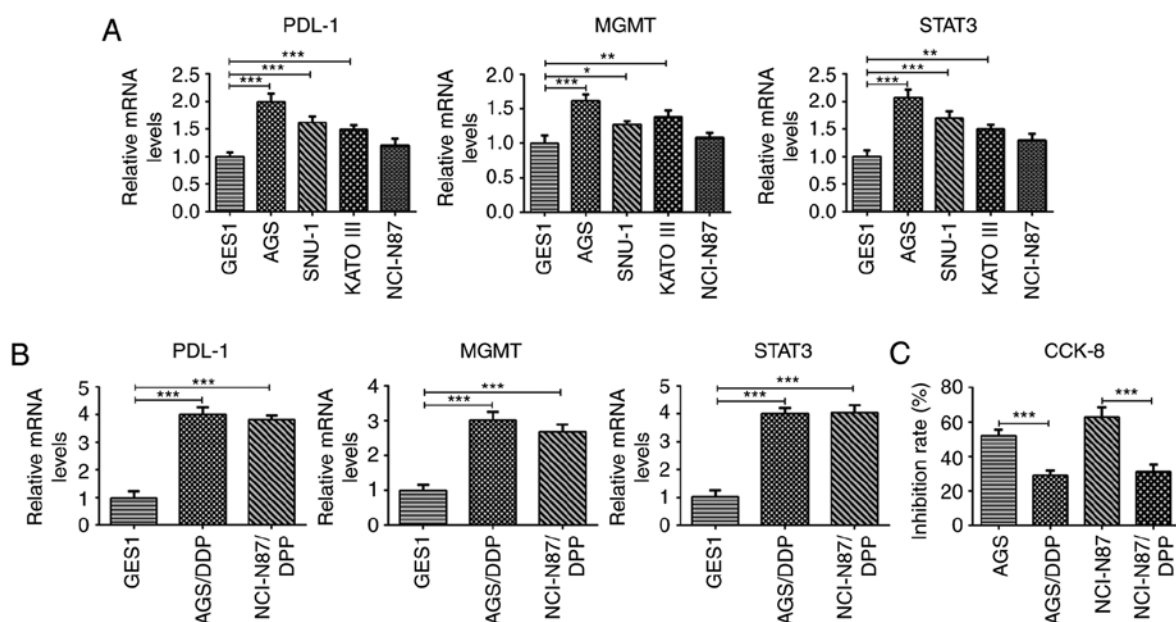 A
PDL-1
Relative mRNA
levels
2.5
2.0
1.5
1.0
0.5
0.0
***
***
***
GES1
AGS
SNU-1
KATO III
NCI-N87
MGMT
Relative mRNA
levels
2.5
2.0
1.5
1.0
0.5
0.0
**
*
***
GES1
AGS
SNU-1
KATO III
NCI-N87
STAT3
Relative mRNA
levels
2.5
2.0
1.5
1.0
0.5
0.0
**
***
***
GES1
AGS
SNU-1
KATO III
NCI-N87
B
PDL-1
Relative mRNA
levels
5
4
3
2
1
0
***
***
GES1
AGS/DDP
NCI-N87/
DPP
MGMT
Relative mRNA
levels
4
3
2
1
0
***
***
GES1
AGS/DDP
NCI-N87/
DPP
STAT3
Relative mRNA
levels
5
4
3
2
1
0
***
***
GES1
AGS/DDP
NCI-N87/
DPP
C
CCK-8
Inhibition rate (%)
80
60
40
20
0
***
***
AGS
AGS/DDP
NCI-N87
NCI-N87/
DPP